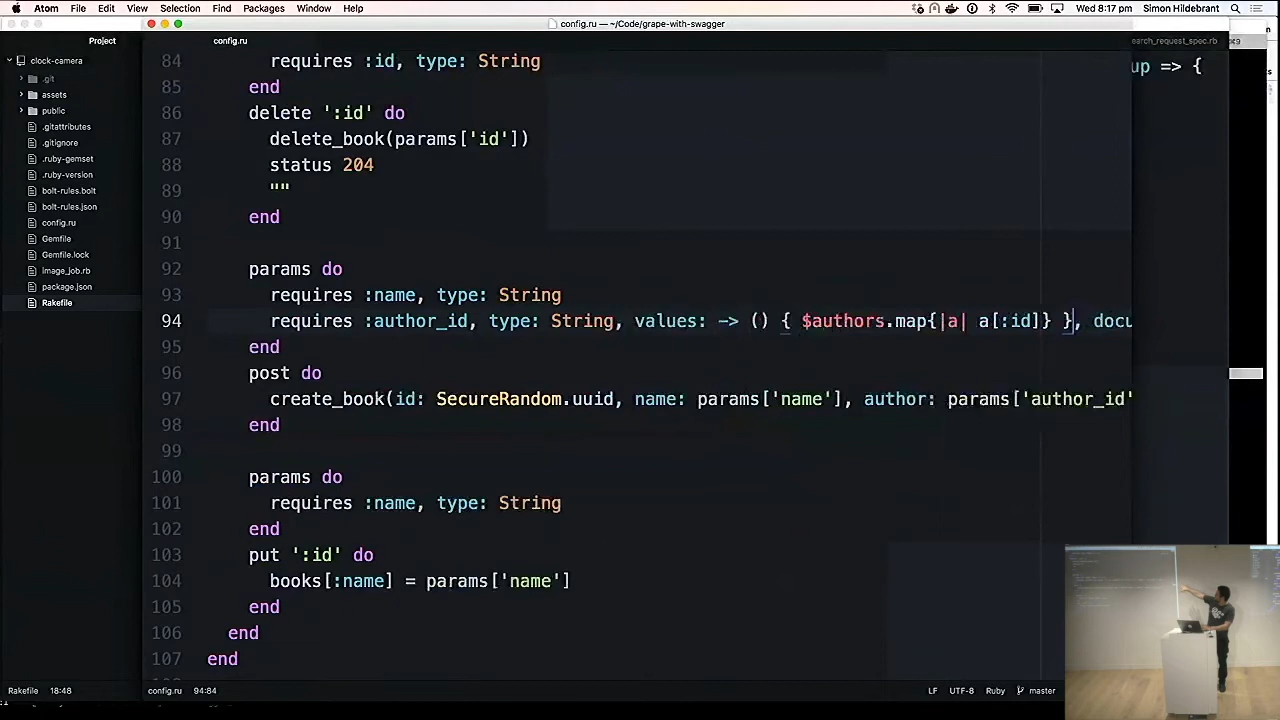 Atom File Edit View Selection Find Packages Window Help Wed 8:17 pm Simon Hildebrant
config.ru — ~/Code/grape-with-swagger
Project
config.ru
earch_request_spec.rb
up => {
clock-camera
.git
assets
public
.gitattributes
.gitignore
.ruby-gemset
.ruby-version
bolt-rules.bolt
bolt-rules.json
config.ru
Gemfile
Gemfile.lock
image_job.rb
package.json
Rakefile
84 requires :id, type: String
85 end
86 delete ':id' do
87 delete_book(params['id'])
88 status 204
89 ""
90 end
91
92 params do
93 requires :name, type: String
94 requires :author_id, type: String, values: -> () { $authors.map{|a| a[:id]} }, docu
95 end
96 post do
97 create_book(id: SecureRandom.uuid, name: params['name'], author: params['author_id'
98 end
99
100 params do
101 requires :name, type: String
102 end
103 put ':id' do
104 books[:name] = params['name']
105 end
106 end
107 end
Rakefile 18:48
config.ru 94:84
LF UTF-8 Ruby master